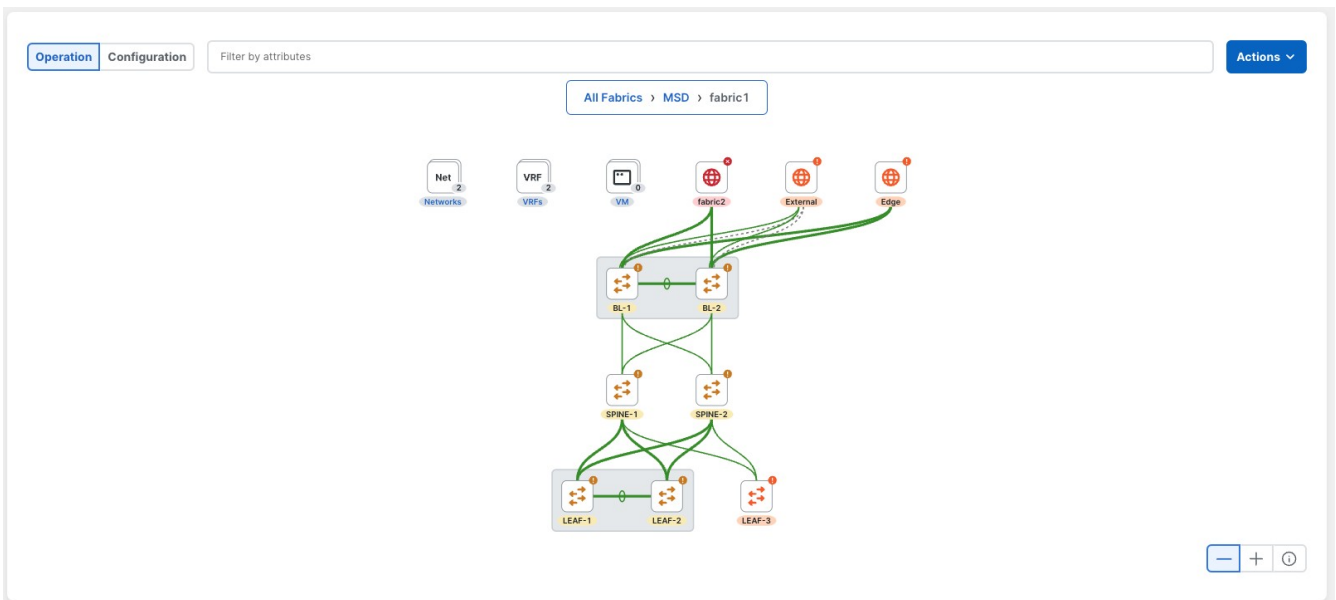 Operation Configuration Filter by attributes Actions
All Fabrics › MSD › fabric1
Net VRF
2 2 0
Networks VRFs VM fabric2 External Edge
BL-1 BL-2
SPINE-1 SPINE-2
LEAF-1 LEAF-2 LEAF-3